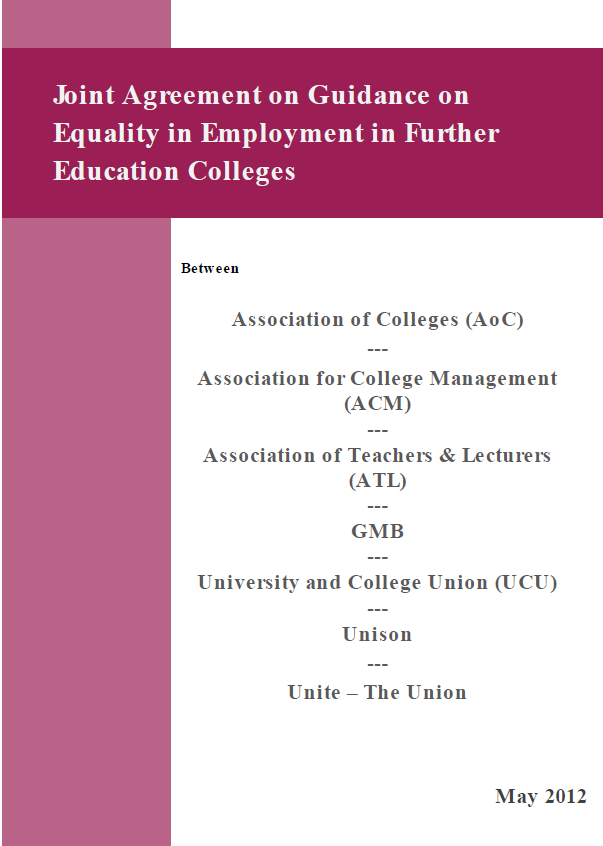 Joint Agreement on Guidance on
Equality in Employment in Further
Education Colleges
Between
Association of Colleges (AoC)
---
Association for College Management
(ACM)
---
Association of Teachers & Lecturers
(ATL)
---
GMB
---
University and College Union (UCU)
---
Unison
---
Unite – The Union
May 2012